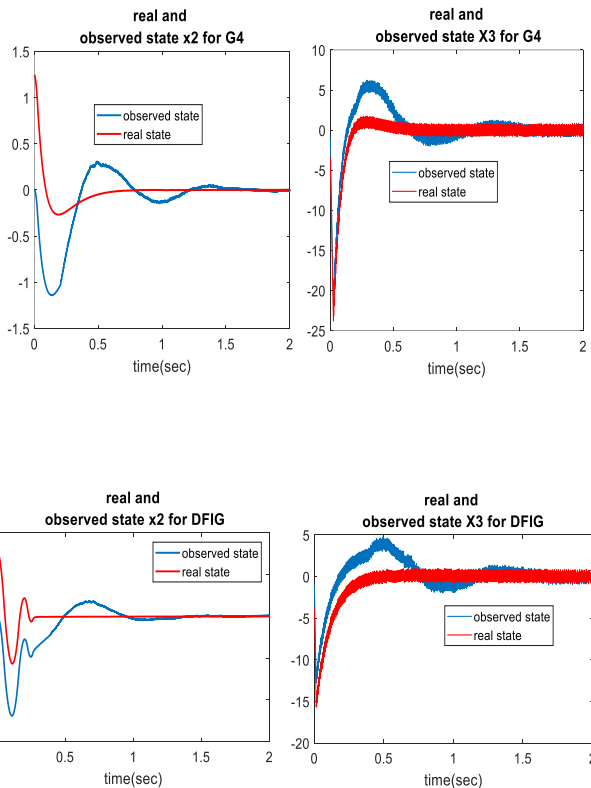 real and
observed state x2 for G4
1.5
1
0.5
0
-0.5
-1
-1.5
0
0.5
1
1.5
2
time(sec)
observed state
real state
real and
observed state X3 for G4
10
5
0
-5
-10
-15
-20
-25
0
0.5
1
1.5
2
time(sec)
observed state
real state
real and
observed state x2 for DFIG
observed state
real state
0.5
1
1.5
2
time(sec)
real and
observed state X3 for DFIG
5
0
-5
-10
-15
-20
0
0.5
1
1.5
2
time(sec)
observed state
real state